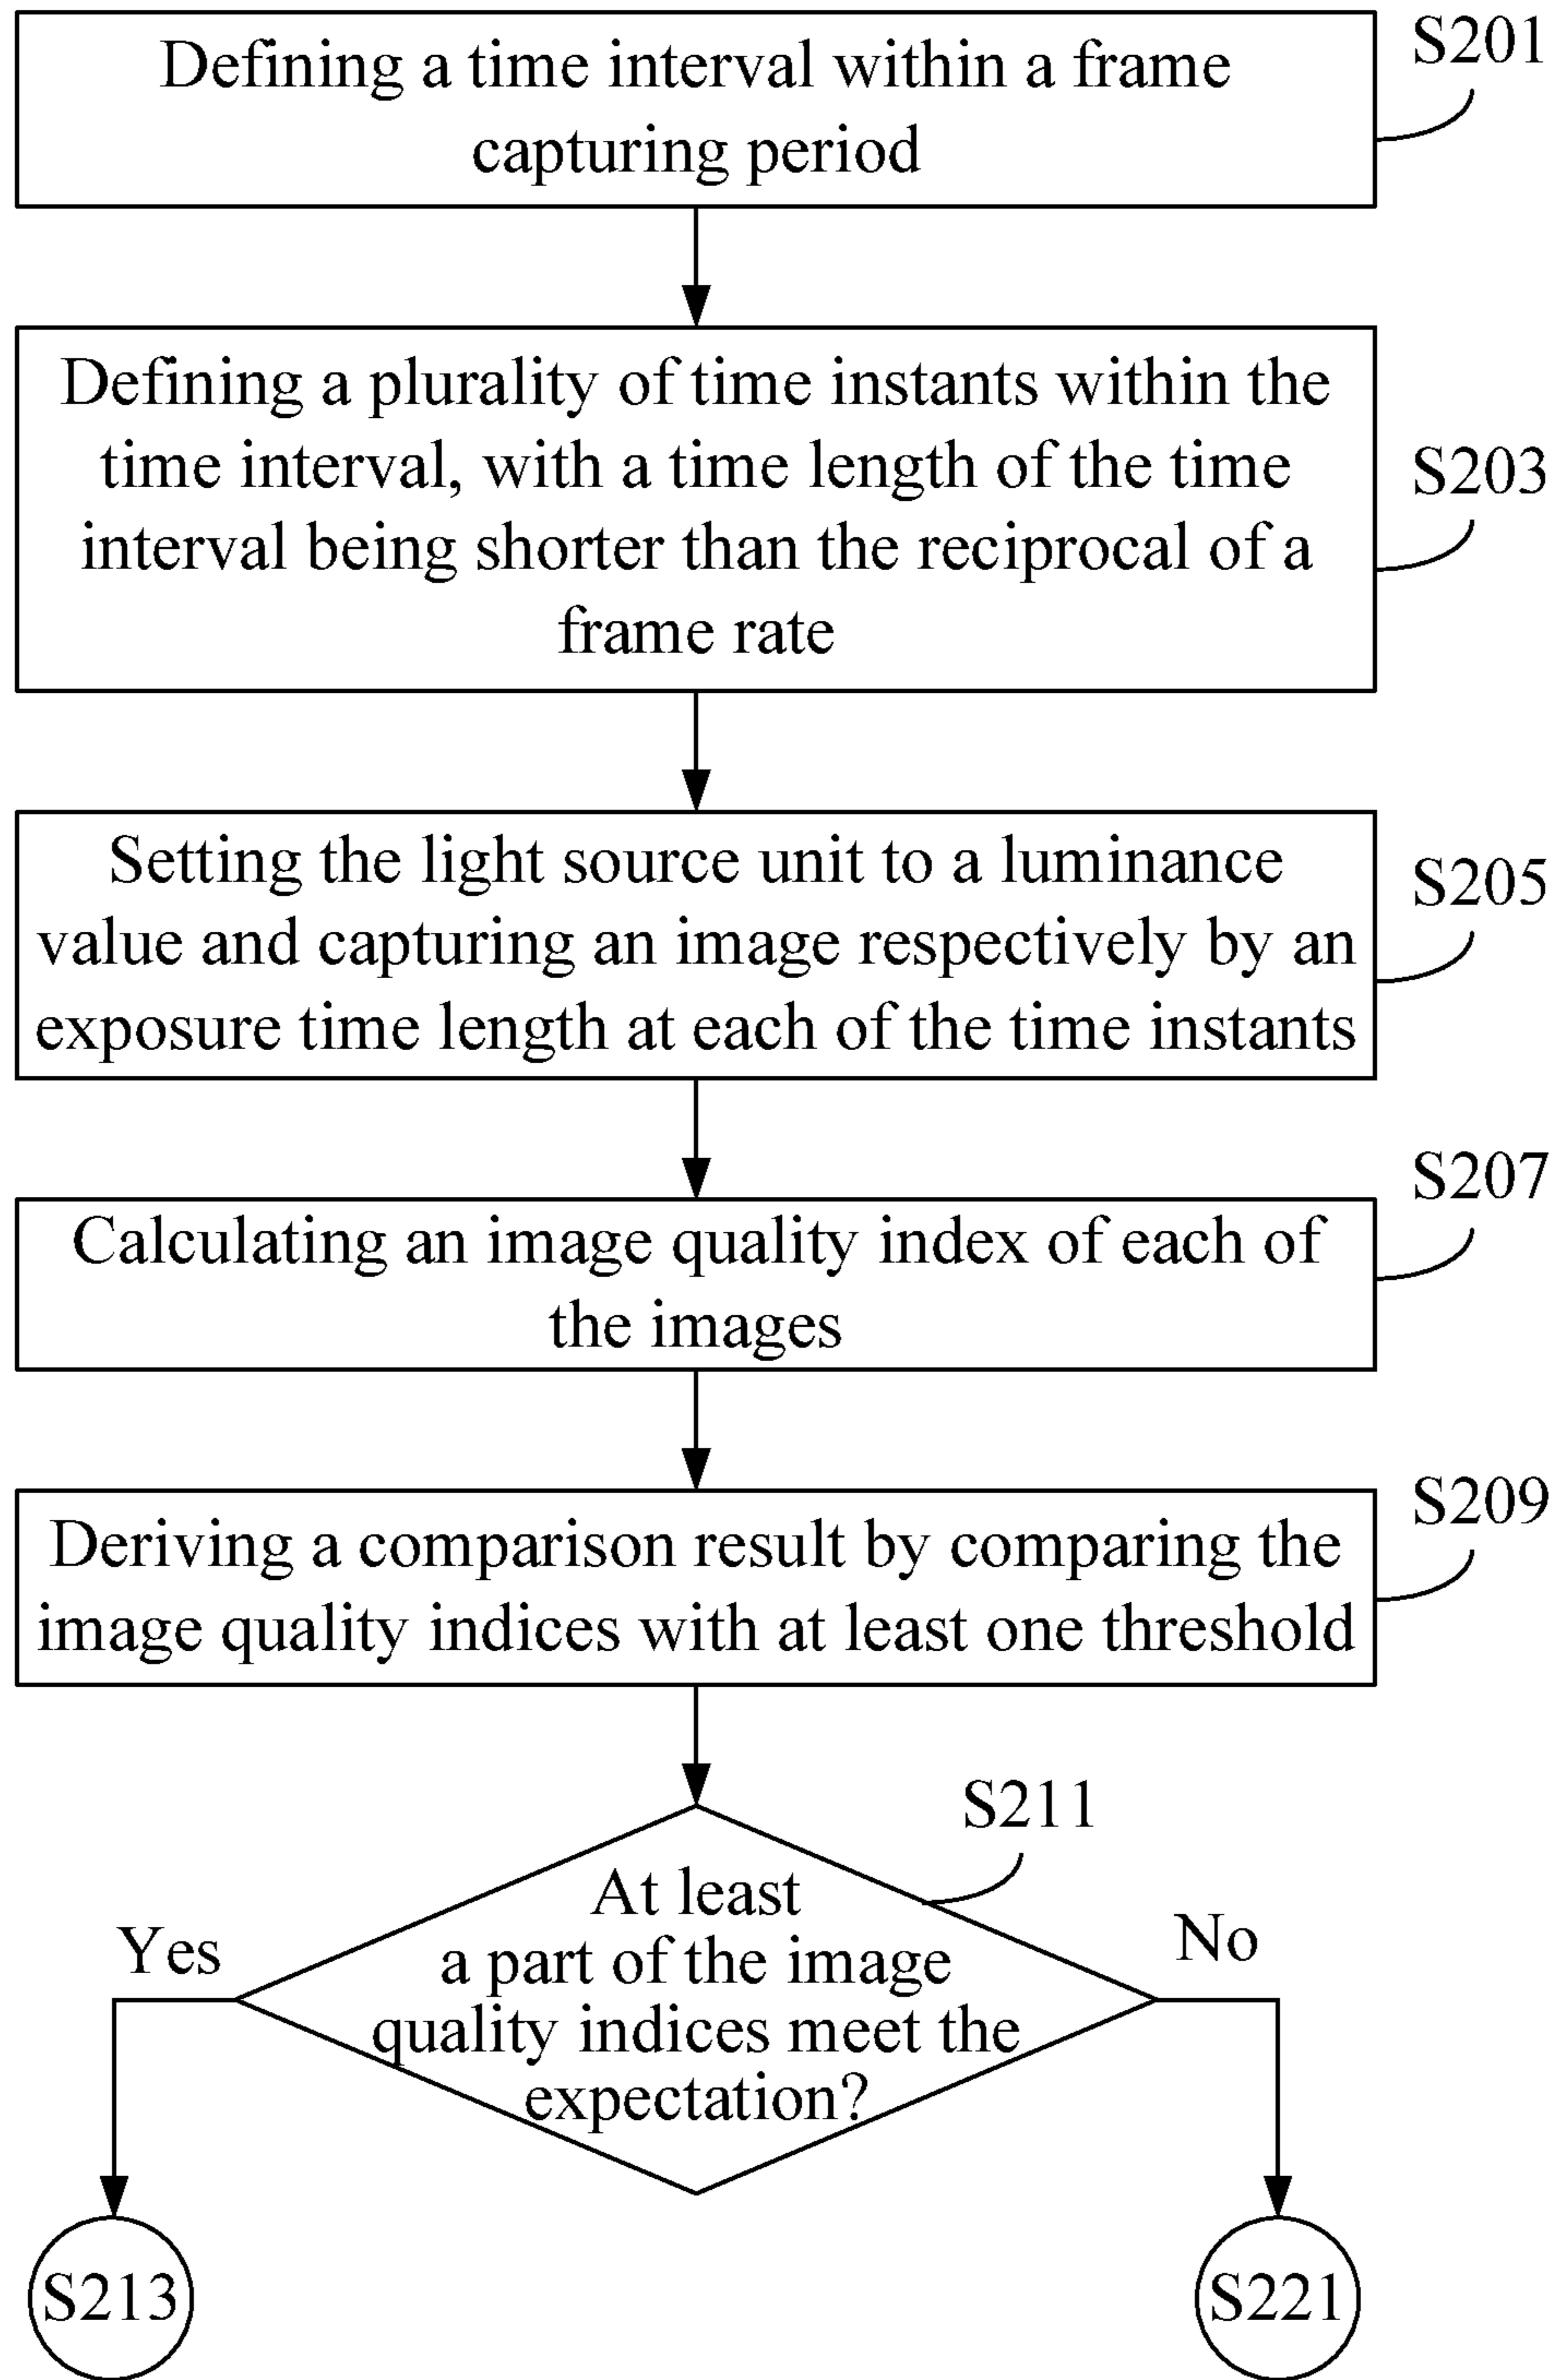 Defining a time interval within a frame
capturing period
S201
Defining a plurality of time instants within the
time interval, with a time length of the time
interval being shorter than the reciprocal of a
frame rate
S203
Setting the light source unit to a luminance
value and capturing an image respectively by an
exposure time length at each of the time instants
S205
Calculating an image quality index of each of
the images
S207
Deriving a comparison result by comparing the
image quality indices with at least one threshold
S209
S211
At least
a part of the image
quality indices meet the
expectation?
Yes
No
S213
S221